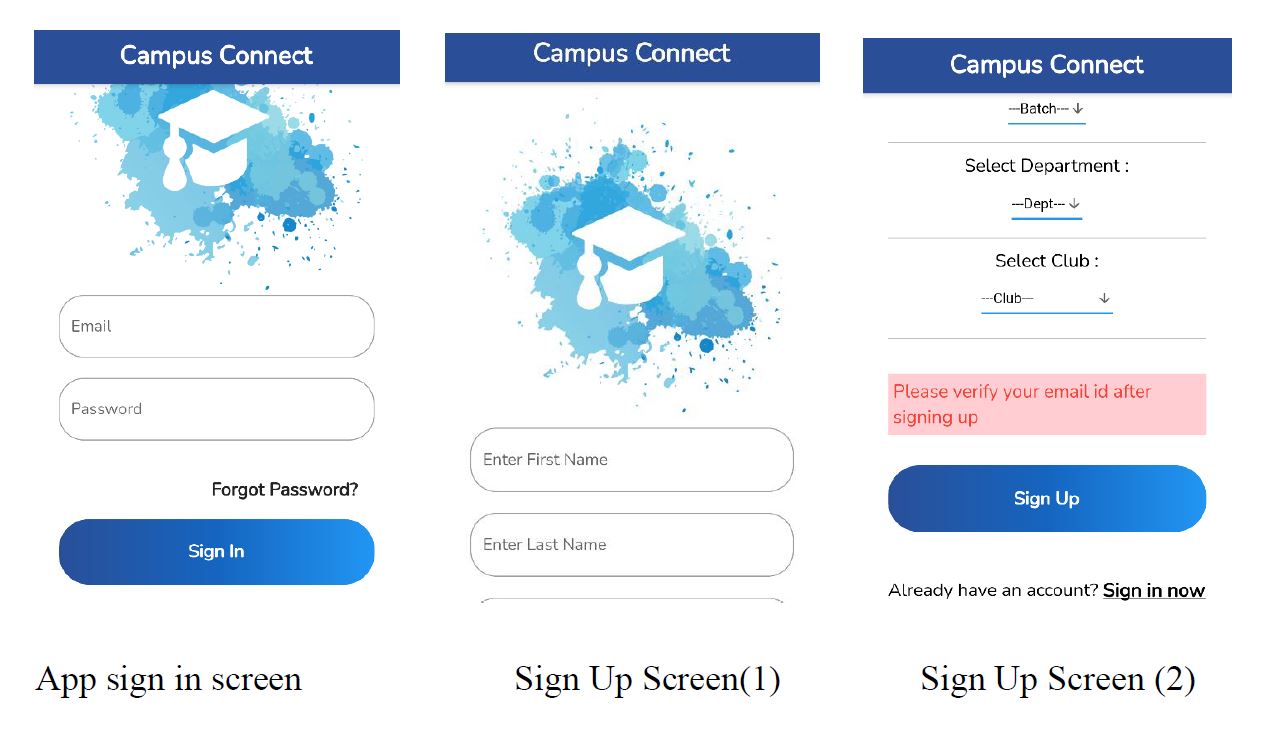 Campus Connect
Email
Password
Forgot Password?
Sign In
App sign in screen
Campus Connect
Enter First Name
Enter Last Name
Sign Up Screen(1)
Campus Connect
---Batch---
Select Department :
---Dept---
Select Club :
---Club---
Please verify your email id after
signing up
Sign Up
Already have an account? Sign in now
Sign Up Screen (2)